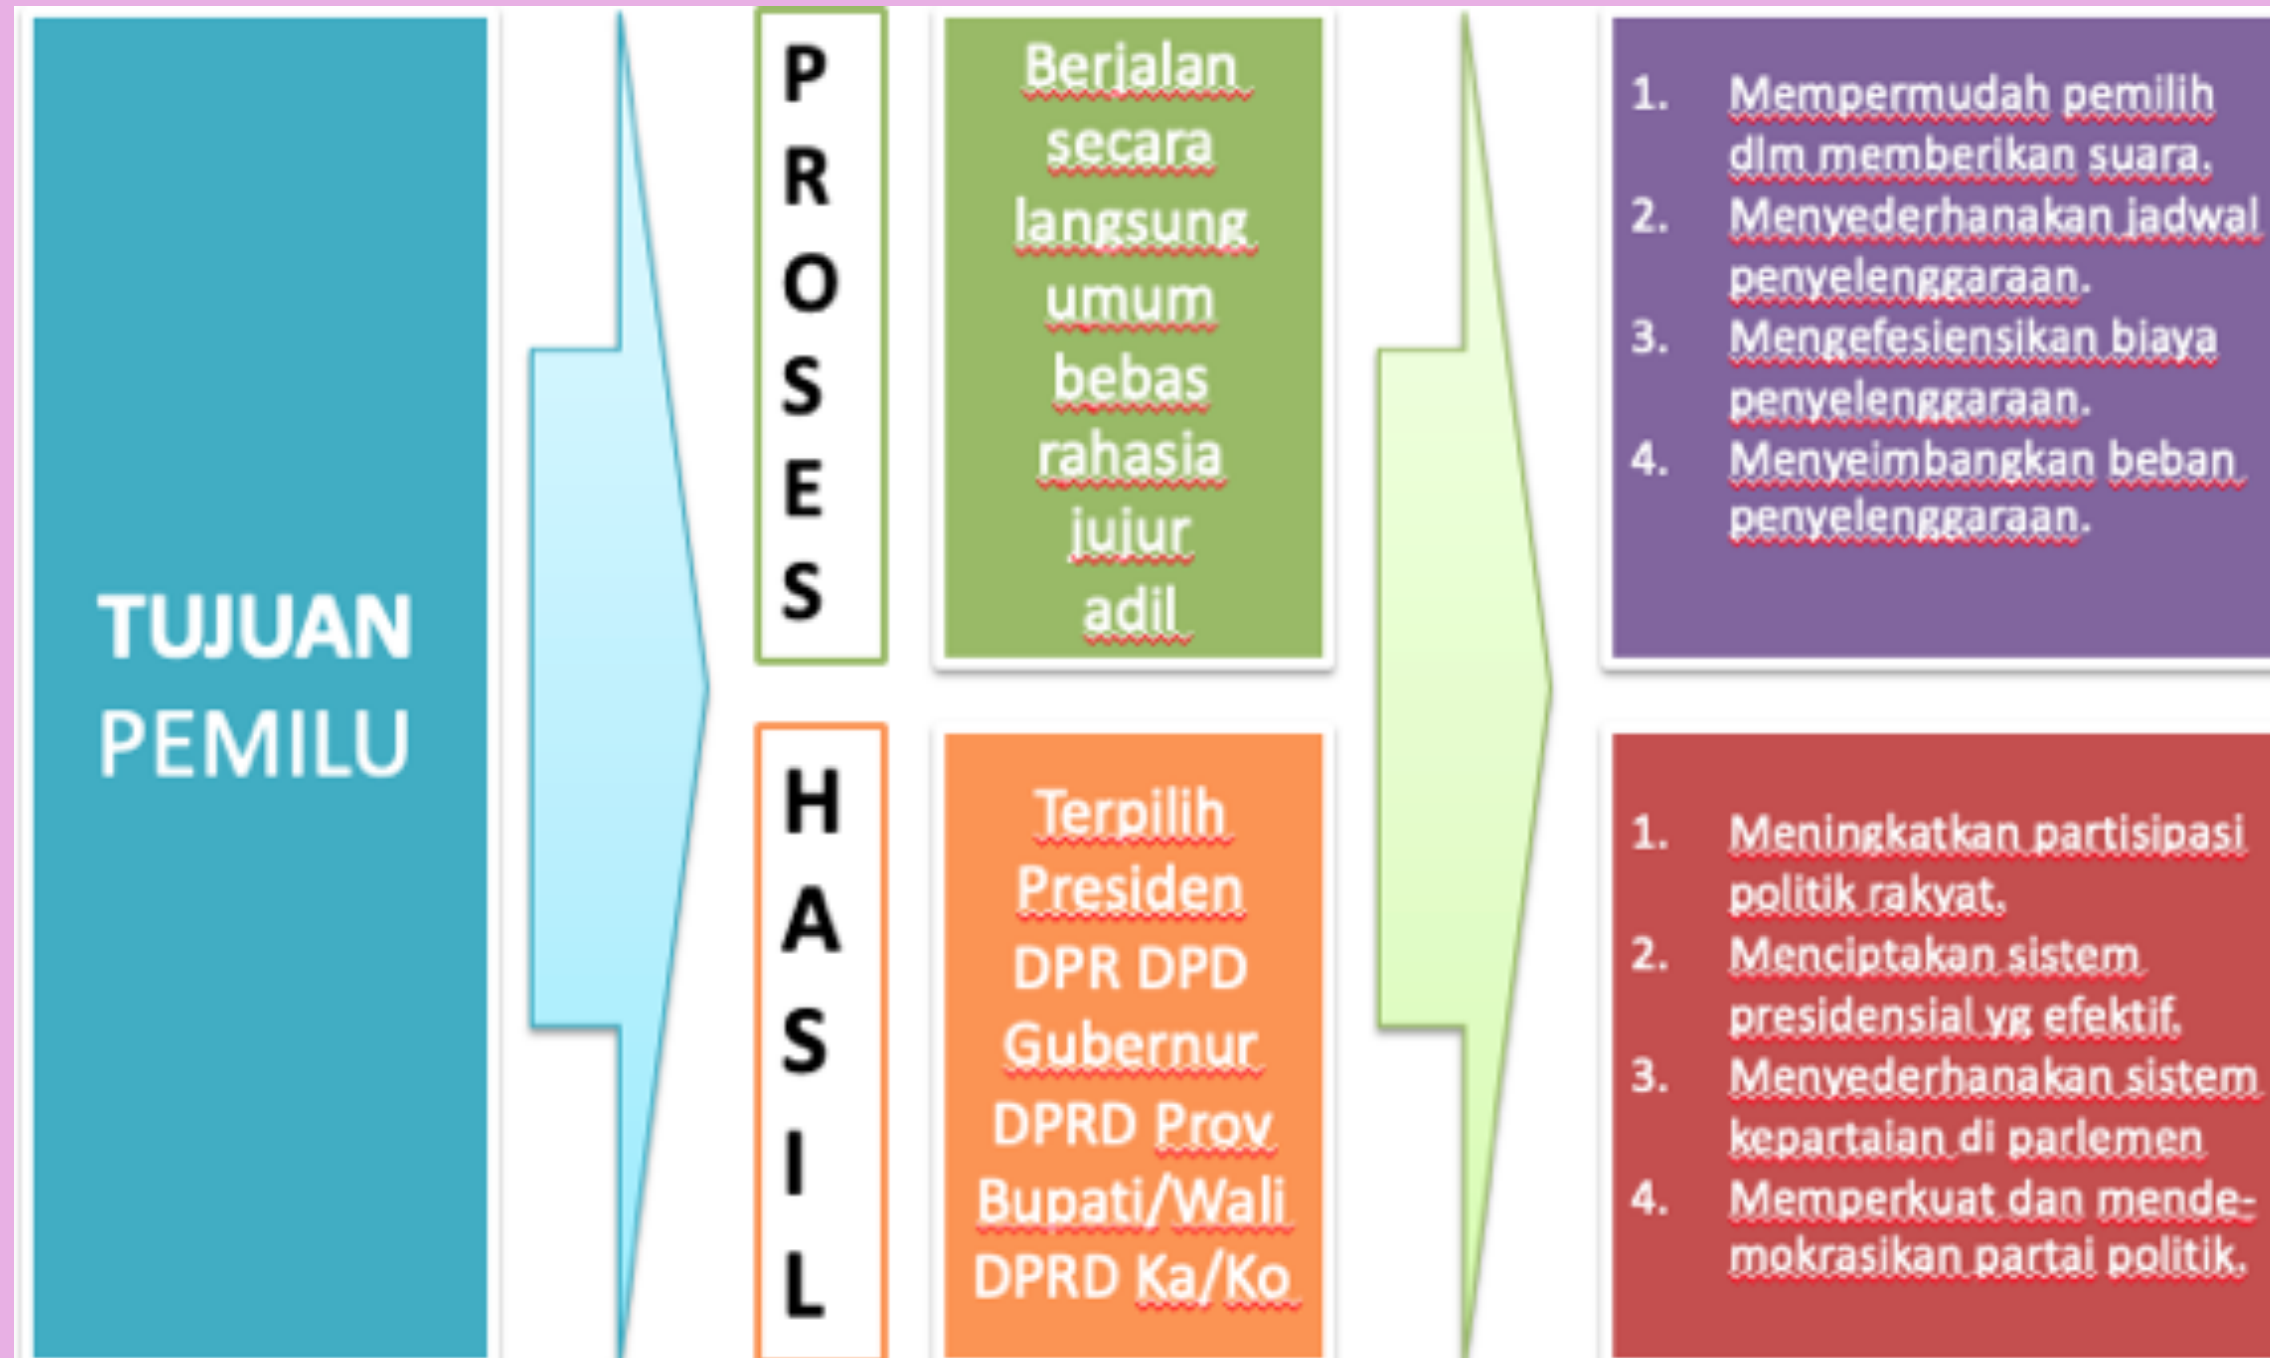 TUJUAN
PEMILU
P
R
O
S
E
S
Berjalan
secara
langsung
umum
bebas
rahasia
jujur
adil
1. Mempermudah pemilih
dlm memberikan suara.
2. Menyederhanakan jadwal
penyelenggaraan.
3. Mengefesiensikan biaya
penyelenggaraan.
4. Menyeimbangkan beban
penyelenggaraan.
H
A
S
I
L
Terpilih
Presiden
DPR DPD
Gubernur
DPRD Prov
Bupati/Wali
DPRD Ka/Ko
1. Meningkatkan partisipasi
politik rakyat.
2. Menciptakan sistem
presidensial yg efektif.
3. Menyederhanakan sistem
kepartaian di parlemen
4. Memperkuat dan mende-
mokrasikan partai politik.